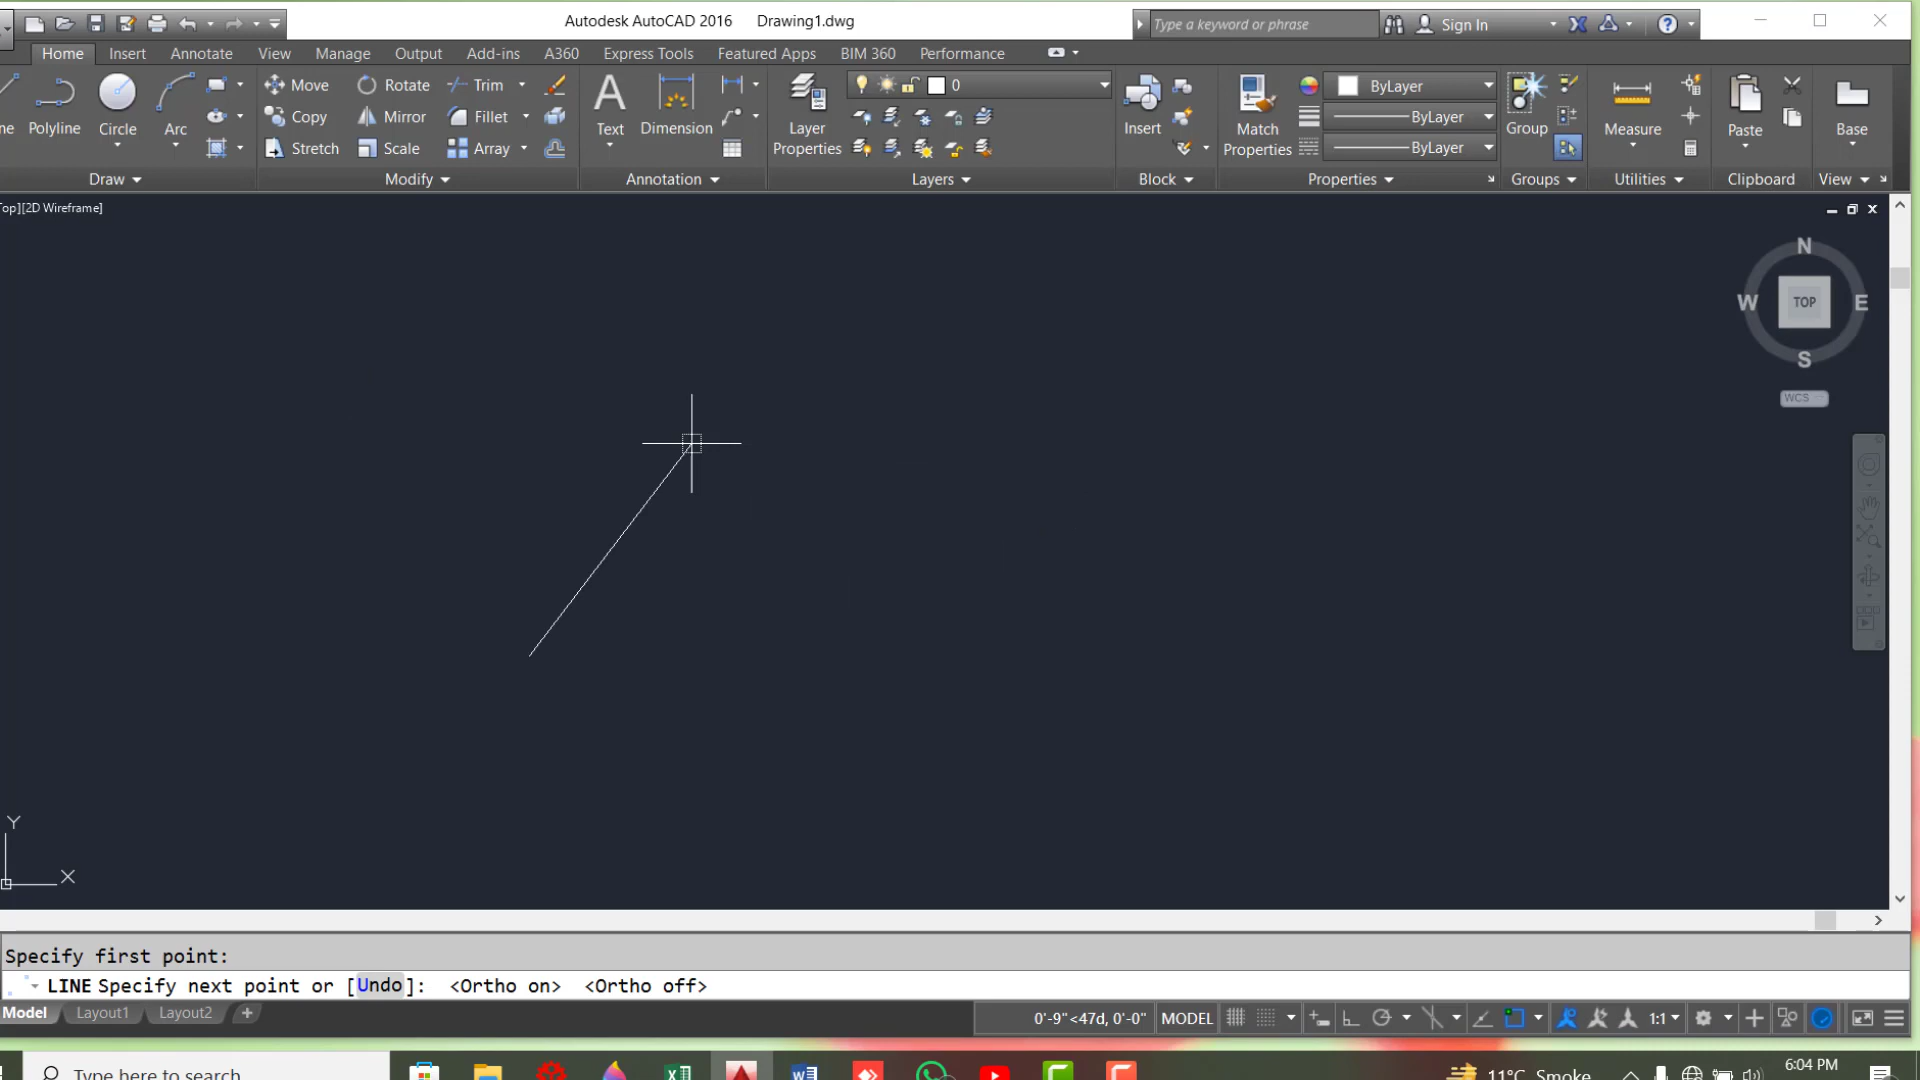 Autodesk AutoCAD 2016 Drawing1.dwg
Type a keyword or phrase
Sign In
Home Insert Annotate View Manage Output Add-ins A360 Express Tools Featured Apps BIM 360 Performance
Polyline Circle Arc
Move Rotate Trim
Copy Mirror Fillet
Stretch Scale Array
Text Dimension
Layer
Properties
0
Insert
Match
Properties
ByLayer
ByLayer
ByLayer
Group
Measure
Paste
Base
Draw Modify Annotation Layers Block Properties Groups Utilities Clipboard View
Top][2D Wireframe]
N
W TOP E
S
WCS
Y
X
Specify first point:
LINE Specify next point or [Undo]: <Ortho on> <Ortho off>
Model Layout1 Layout2 +
0'-9"<47d, 0'-0" MODEL 1:1
Type here to search
11°C Smoke
6:04 PM